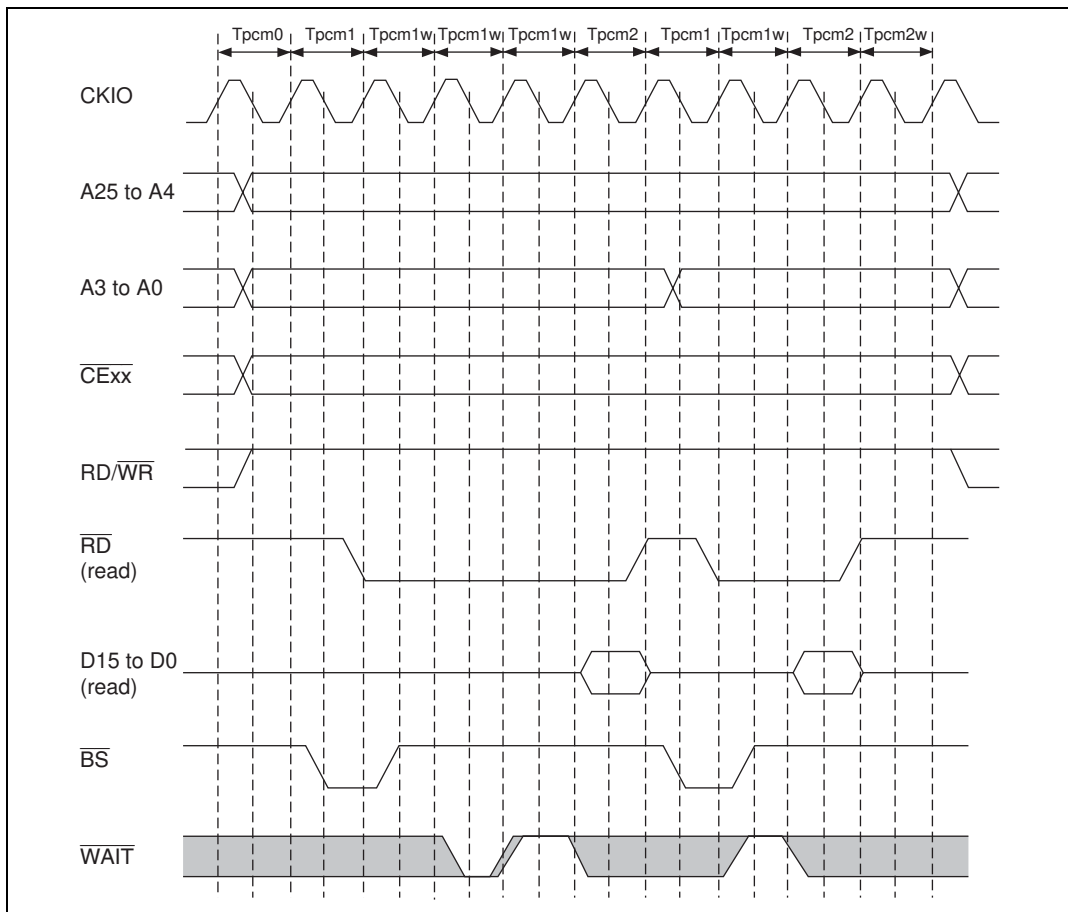 Tpcm0 Tpcm1 Tpcm1w Tpcm1w Tpcm1w Tpcm2 Tpcm1 Tpcm1w Tpcm2 Tpcm2w
CKIO
A25 to A4
A3 to A0
CExx
RD/WR
RD
(read)
D15 to D0
(read)
BS
WAIT